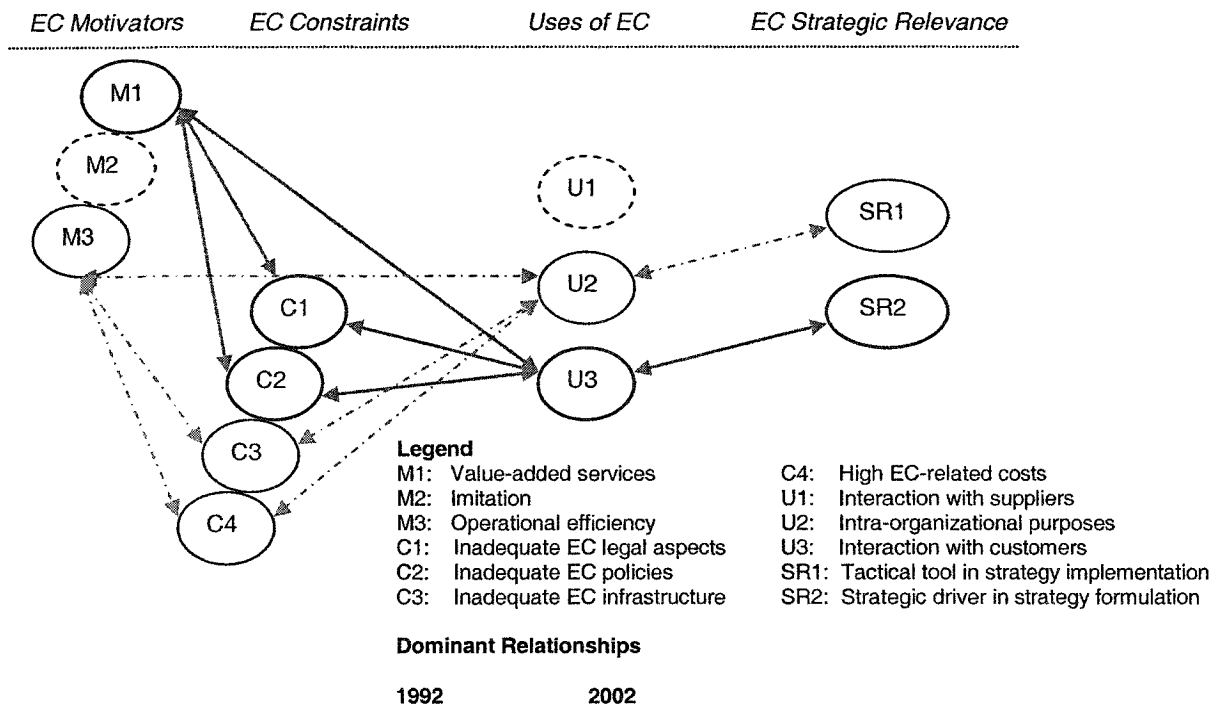 EC Motivators EC Constraints Uses of EC EC Strategic Relevance
M1
M2
U1
SR1
M3
U2
C1
SR2
C2
U3
C3
C4
Legend
M1: Value-added services
M2: Imitation
M3: Operational efficiency
C1: Inadequate EC legal aspects
C2: Inadequate EC policies
C3: Inadequate EC infrastructure
C4: High EC-related costs
U1: Interaction with suppliers
U2: Intra-organizational purposes
U3: Interaction with customers
SR1: Tactical tool in strategy implementation
SR2: Strategic driver in strategy formulation
Dominant Relationships
1992 2002